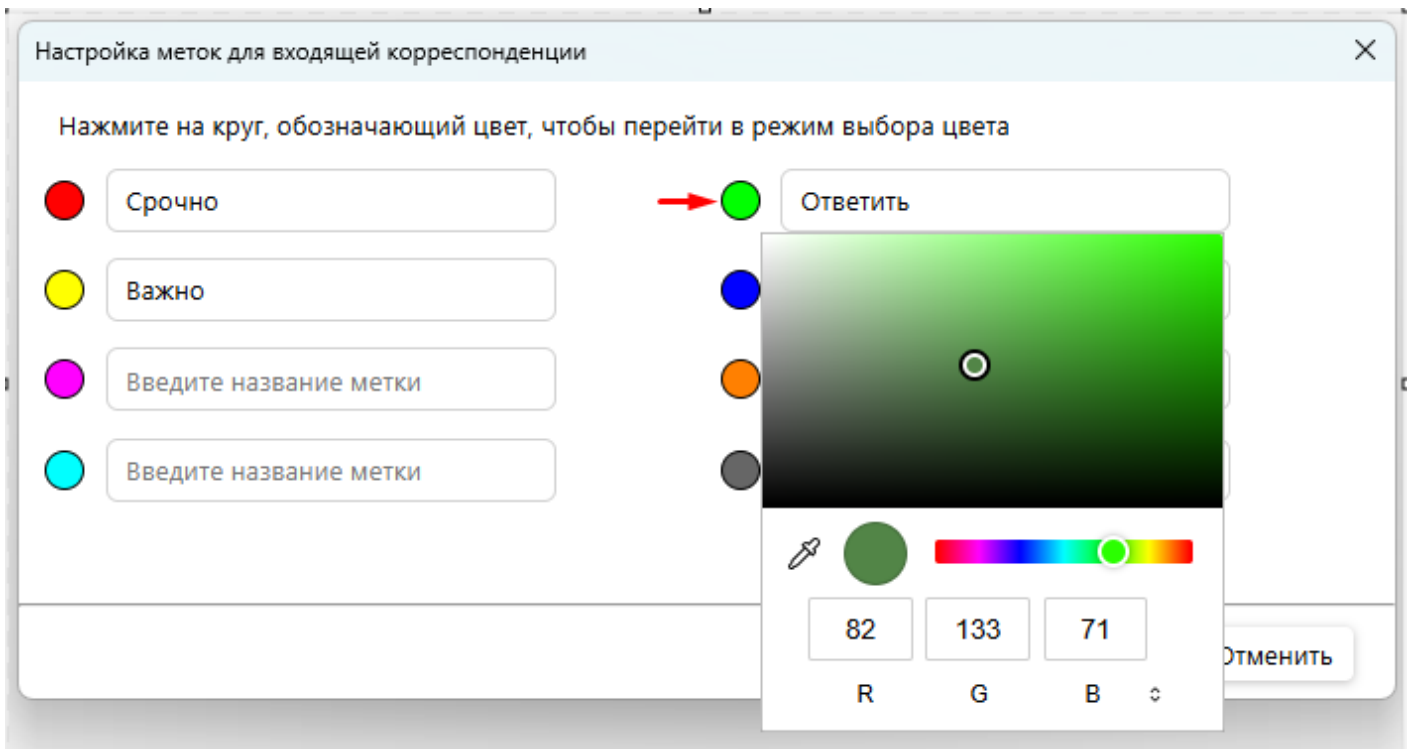 Настройка меток для входящей корреспонденции
Нажмите на круг, обозначающий цвет, чтобы перейти в режим выбора цвета
Срочно
Ответить
Важно
Введите название метки
Введите название метки
82 133 71
R G B
Отменить